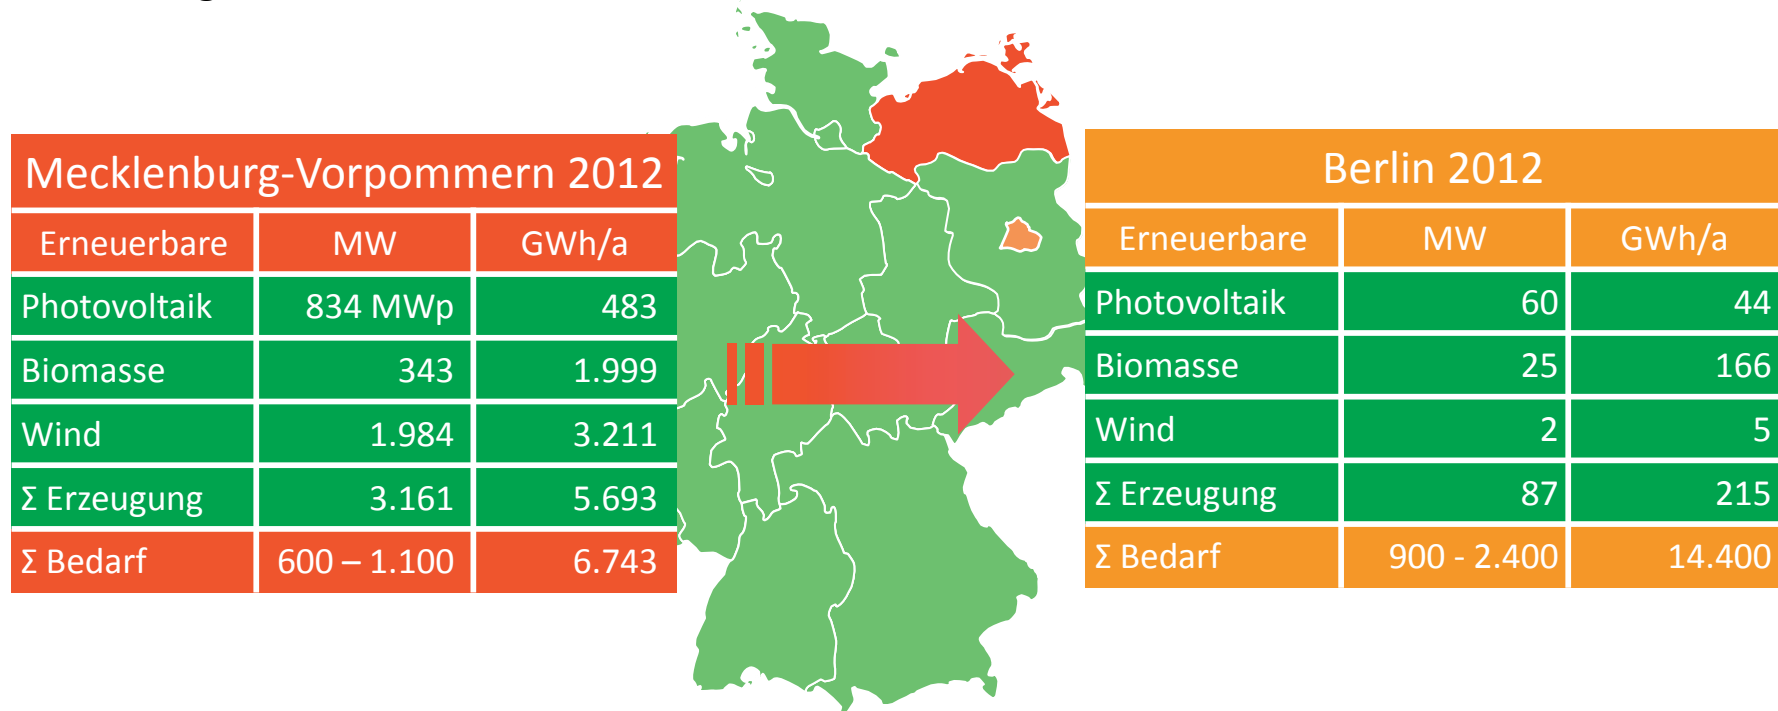 Mecklenburg-Vorpommern 2012
Erneuerbare MW GWh/a
Photovoltaik 834 MWp 483
Biomasse 343 1.999
Wind 1.984 3.211
Σ Erzeugung 3.161 5.693
Σ Bedarf 600 – 1.100 6.743
Berlin 2012
Erneuerbare MW GWh/a
Photovoltaik 60 44
Biomasse 25 166
Wind 2 5
Σ Erzeugung 87 215
Σ Bedarf 900 - 2.400 14.400